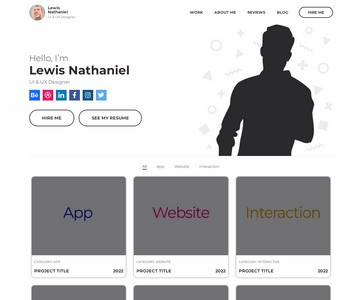 Lewis
Nathaniel
UI & UX Designer
WORK
ABOUT ME
REVIEWS
BLOG
HIRE ME
Hello, I'm
Lewis Nathaniel
UI & UX Designer
Bē
in
f
HIRE ME
SEE MY RESUME
All
App
Website
Interaction
App
Website
Interaction
CATEGORY: APP
CATEGORY: WEBSITE
CATEGORY: INTERACTIVE
PROJECT TITLE
2022
PROJECT TITLE
2022
PROJECT TITLE
2022